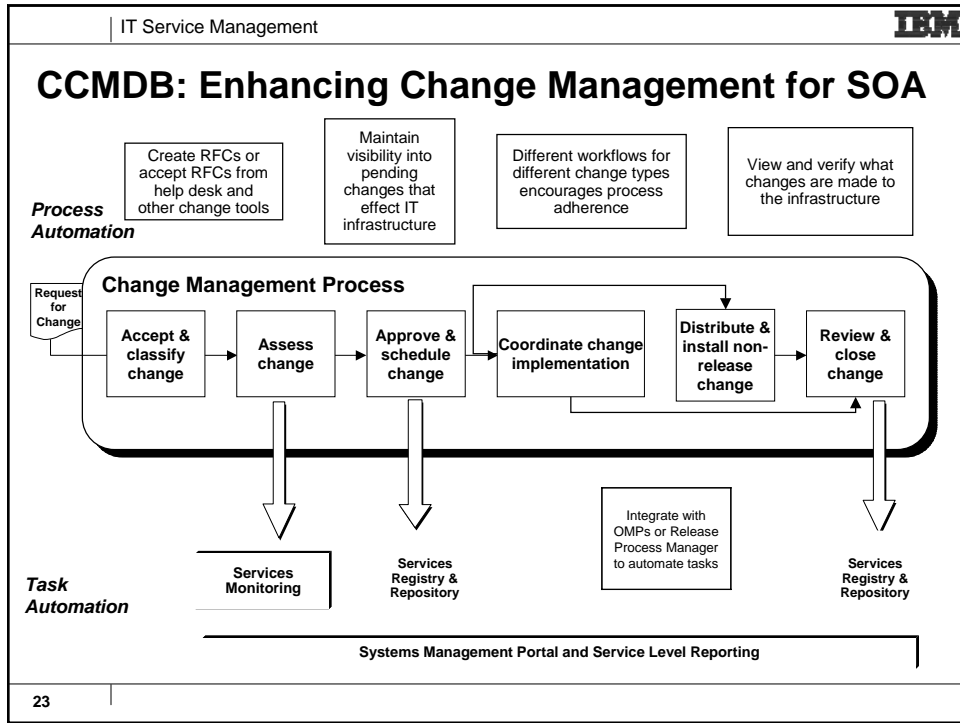 IT Service Management
IBM
CCMDB: Enhancing Change Management for SOA
Create RFCs or
accept RFCs from
help desk and
other change tools
Maintain
visibility into
pending
changes that
effect IT
infrastructure
Different workflows for
different change types
encourages process
adherence
View and verify what
changes are made to
the infrastructure
Process
Automation
Request
for
Change
Change Management Process
Accept &
classify
change
Assess
change
Approve &
schedule
change
Coordinate change
implementation
Distribute &
install non-
release
change
Review &
close
change
Integrate with
OMPs or Release
Process Manager
to automate tasks
Task
Automation
Services
Monitoring
Services
Registry &
Repository
Services
Registry &
Repository
Systems Management Portal and Service Level Reporting
23